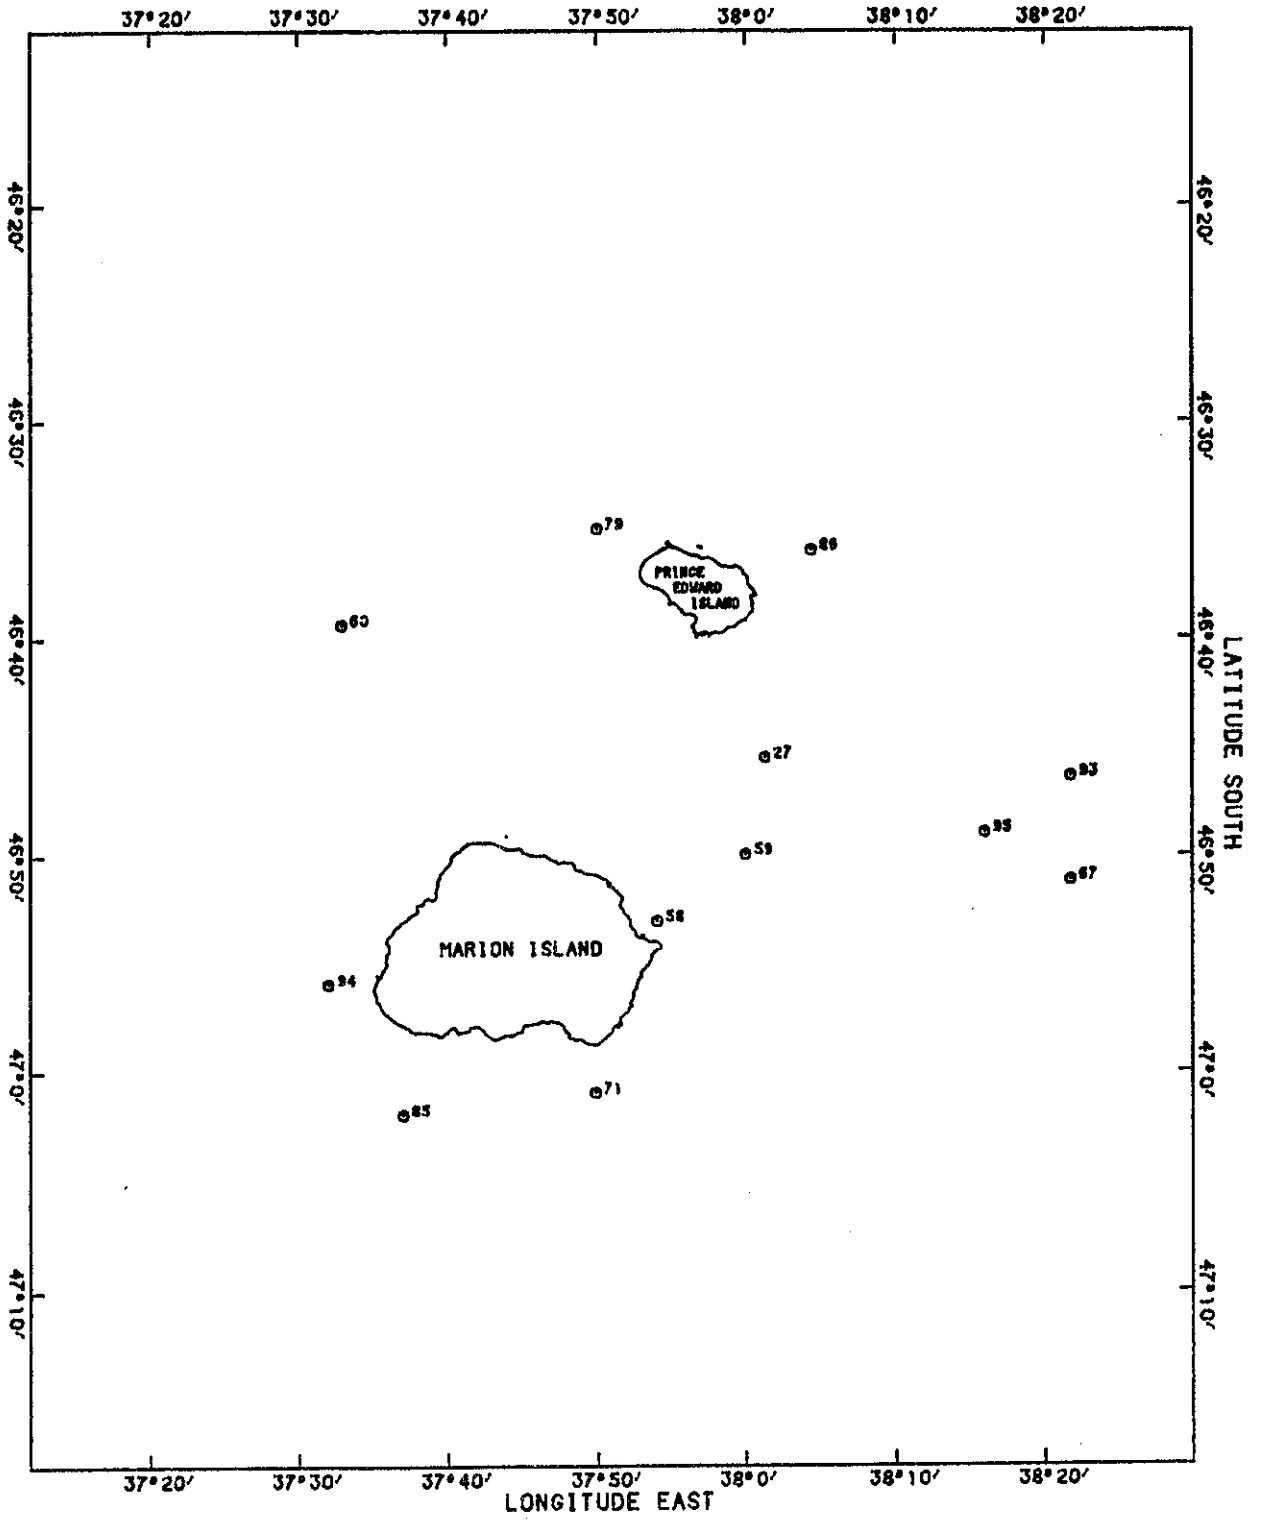 37°20′ 37°30′ 37°40′ 37°50′ 38°0′ 38°10′ 38°20′
46°20′ 46°20′
46°30′ 46°30′
79
86
PRINCE
EDWARD
ISLAND
46°40′ 46°40′
LATITUDE SOUTH
27
93
95
59
46°50′ 46°50′
67
58
MARION ISLAND
94
47°0′ 47°0′
71
85
47°10′ 47°10′
37°20′ 37°30′ 37°40′ 37°50′ 38°0′ 38°10′ 38°20′
LONGITUDE EAST